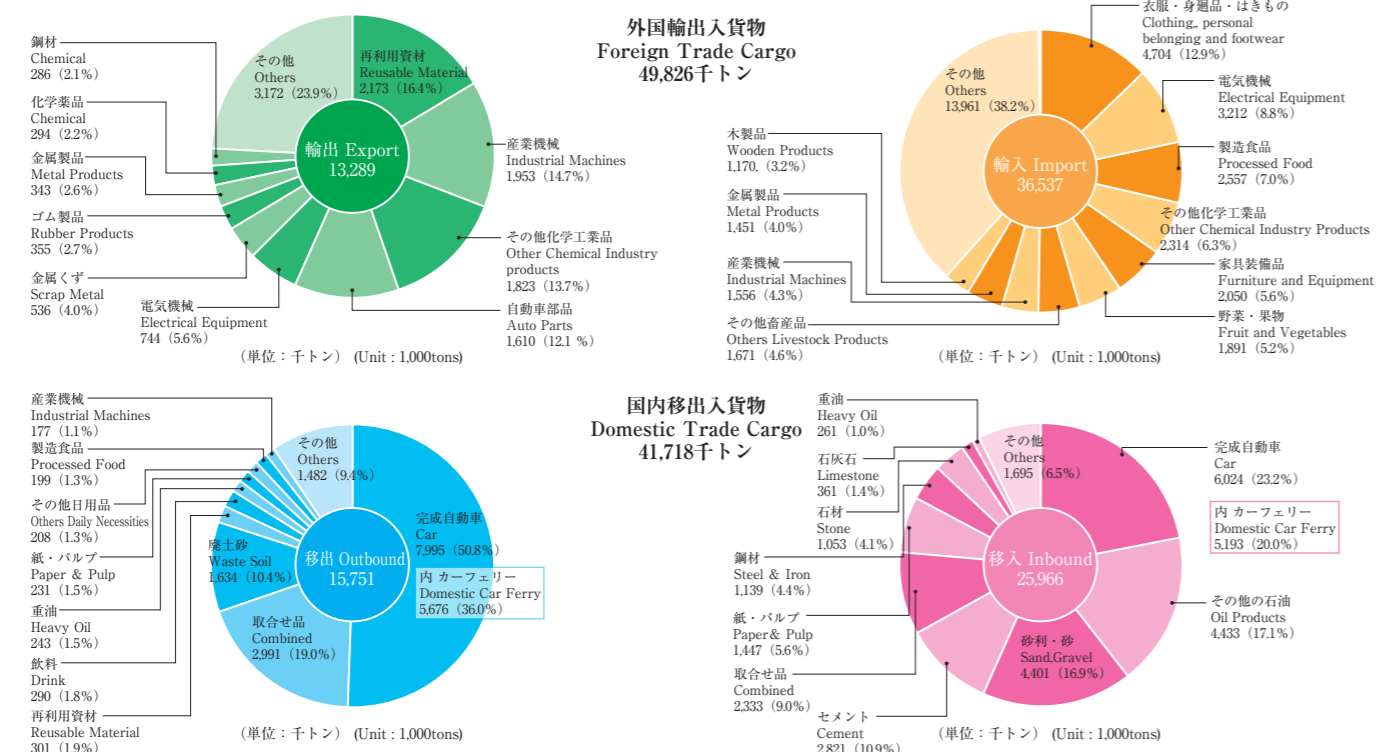 外国輸出入貨物
Foreign Trade Cargo
49,826千トン
鋼材
Chemical
286（2.1%）
化学薬品
Chemical
294（2.2%）
金属製品
Metal Products
343（2.6%）
ゴム製品
Rubber Products
355（2.7%）
金属くず
Scrap Metal
536（4.0%）
電気機械
Electrical Equipment
744（5.6%）
その他
Others
3,172（23.9%）
再利用資材
Reusable Material
2,173（16.4%）
輸出 Export
13,289
産業機械
Industrial Machines
1,953（14.7%）
その他化学工業品
Other Chemical Industry
products
1,823（13.7%）
自動車部品
Auto Parts
1,610（12.1 %）
（単位：千トン） (Unit : 1,000tons)
木製品
Wooden Products
1,170,（3.2%）
金属製品
Metal Products
1,451（4.0%）
産業機械
Industrial Machines
1,556（4.3%）
その他畜産品
Others Livestock Products
1,671（4.6%）
その他
Others
13,961（38.2%）
輸入 Import
36,537
衣服・身廻品・はきもの
Clothing,, personal
belonging and footwear
4,704（12.9%）
電気機械
Electrical Equipment
3,212（8.8%）
製造食品
Processed Food
2,557（7.0%）
その他化学工業品
Other Chemical Industry Products
2,314（6.3%）
家具装備品
Furniture and Equipment
2,050（5.6%）
野菜・果物
Fruit and Vegetables
1,891（5.2%）
（単位：千トン） (Unit : 1,000tons)
国内移出入貨物
Domestic Trade Cargo
41,718千トン
産業機械
Industrial Machines
177（1.1%）
製造食品
Processed Food
199（1.3%）
その他日用品
Others Daily Necessities
208（1.3%）
紙・パルプ
Paper & Pulp
231（1.5%）
重油
Heavy Oil
243（1.5%）
飲料
Drink
290（1.8%）
再利用資材
Reusable Material
301（1.9%）
その他
Others
1,482（9.4%）
廃土砂
Waste Soil
1,634（10.4%）
取合せ品
Combined
2,991（19.0%）
移出 Outbound
15,751
完成自動車
Car
7,995（50.8%）
内 カーフェリー
Domestic Car Ferry
5,676（36.0%）
（単位：千トン） (Unit : 1,000tons)
重油
Heavy Oil
261（1.0%）
石灰石
Limestone
361（1.4%）
石材
Stone
1,053（4.1%）
鋼材
Steel & Iron
1,139（4.4%）
紙・パルプ
Paper& Pulp
1,447（5.6%）
取合せ品
Combined
2,333（9.0%）
セメント
Cement
2,821（10.9%）
その他
Others
1,695（6.5%）
移入 Inbound
25,966
砂利・砂
Sand,Gravel
4,401（16.9%）
完成自動車
Car
6,024（23.2%）
内 カーフェリー
Domestic Car Ferry
5,193（20.0%）
その他の石油
Oil Products
4,433（17.1%）
（単位：千トン） (Unit : 1,000tons)